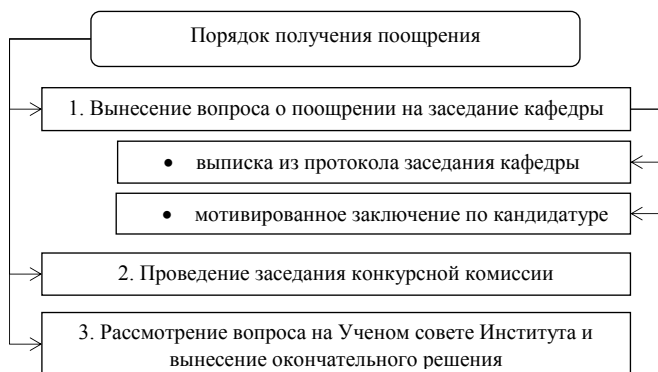 Порядок получения поощрения
1. Вынесение вопроса о поощрении на заседание кафедры
• выписка из протокола заседания кафедры
• мотивированное заключение по кандидатуре
2. Проведение заседания конкурсной комиссии
3. Рассмотрение вопроса на Ученом совете Института и
вынесение окончательного решения